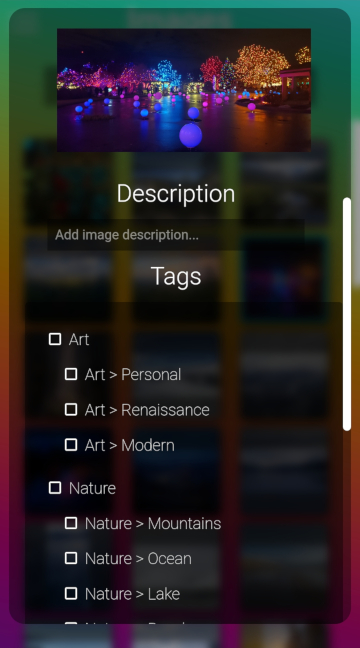 Description
Add image description...
Tags
Art
Art > Personal
Art > Renaissance
Art > Modern
Nature
Nature > Mountains
Nature > Ocean
Nature > Lake